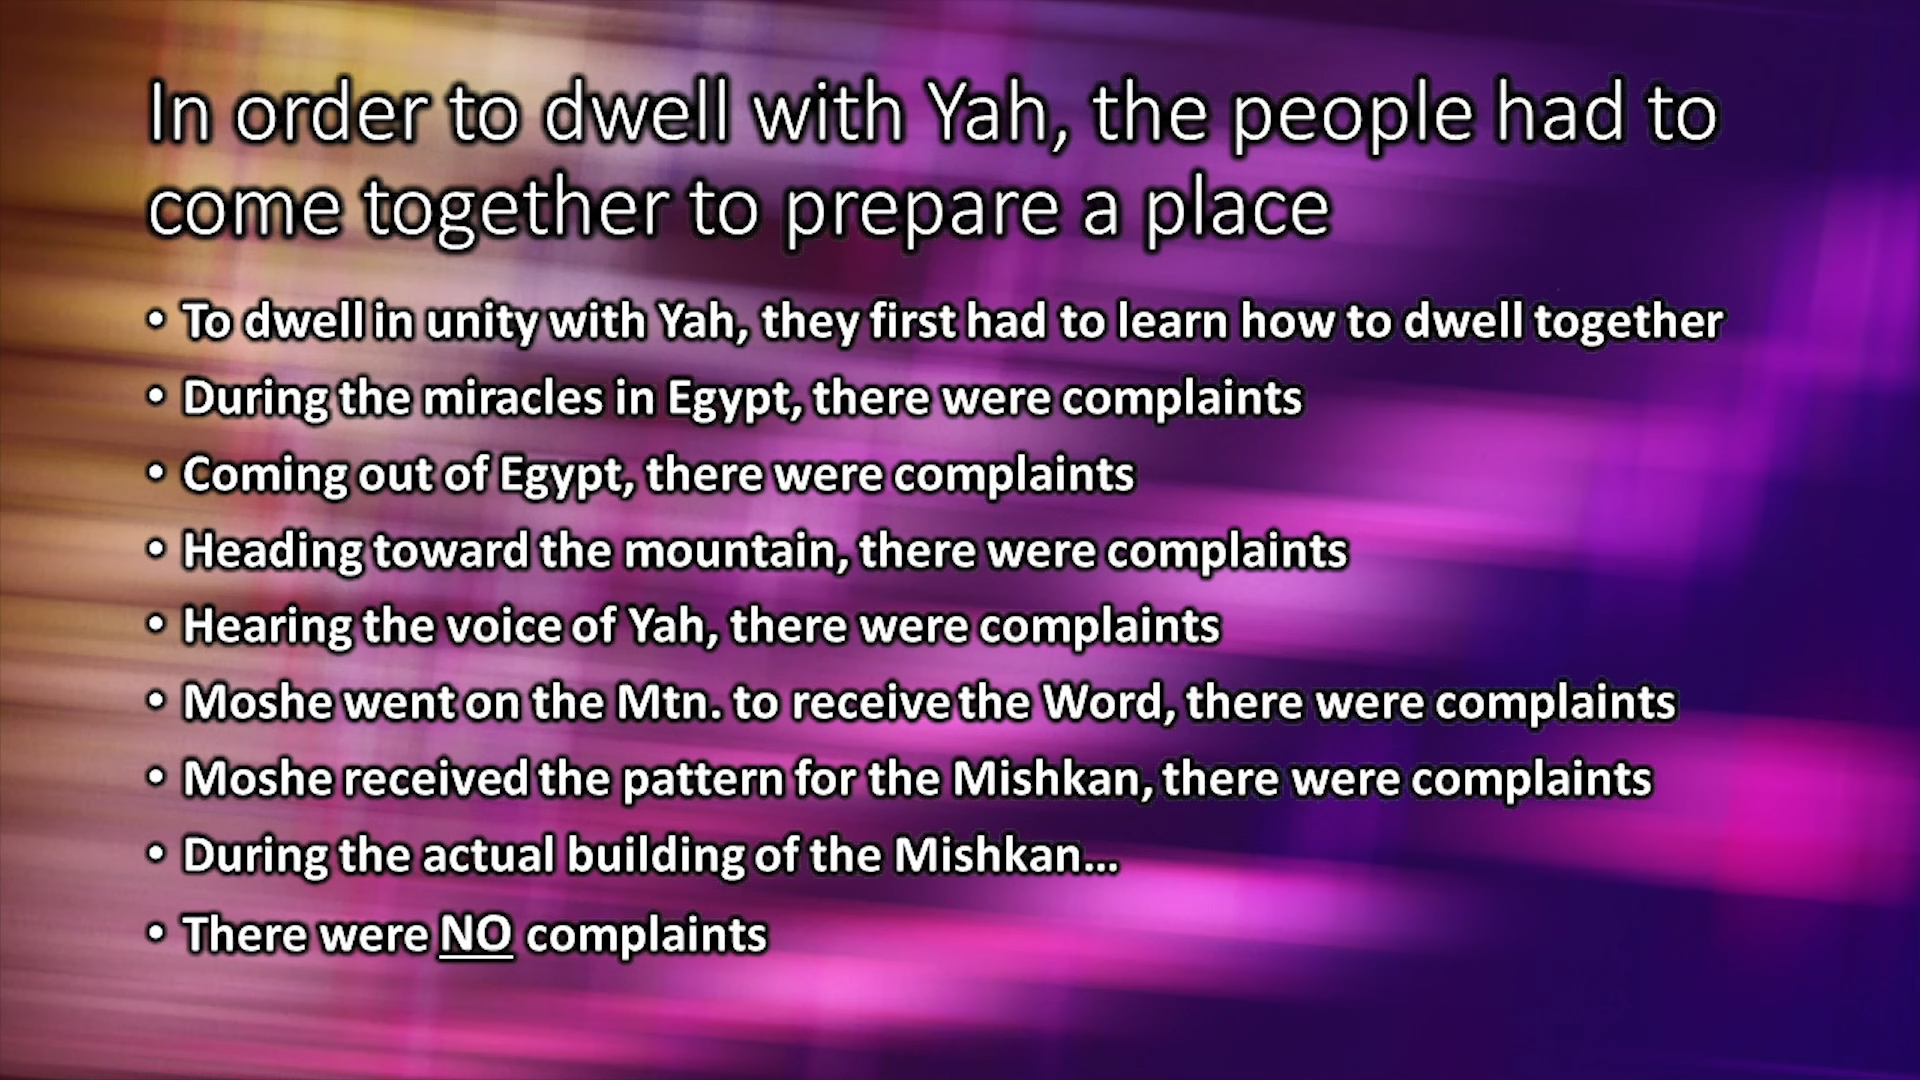 In order to dwell with Yah, the people had to
come together to prepare a place
• To dwell in unity with Yah, they first had to learn how to dwell together
• During the miracles in Egypt, there were complaints
• Coming out of Egypt, there were complaints
• Heading toward the mountain, there were complaints
• Hearing the voice of Yah, there were complaints
• Moshe went on the Mtn. to receive the Word, there were complaints
• Moshe received the pattern for the Mishkan, there were complaints
• During the actual building of the Mishkan…
• There were NO complaints